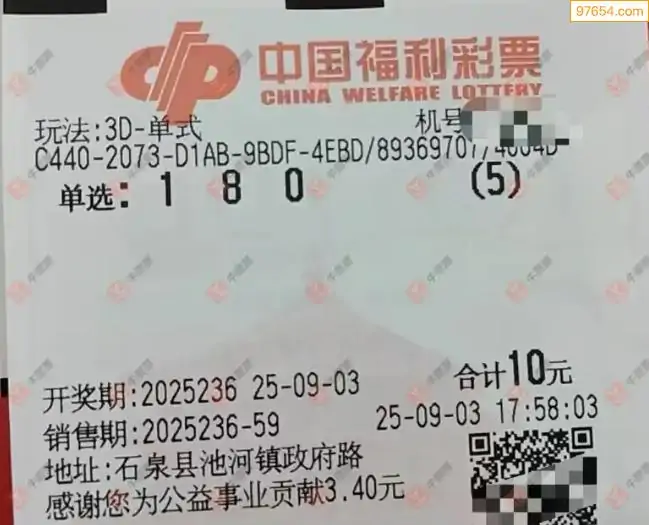 97654.com
中国福利彩票
CHINA WELFARE LOTTERY
玩法:3D-单式 机号
C440-2073-D1AB-9BDF-4EBD/89369707/4004D
单选: 1 8 0 (5)
开奖期:2025236 25-09-03 合计10元
销售期:2025236-59 25-09-03 17:58:03
地址:石泉县池河镇政府路
感谢您为公益事业贡献3.40元